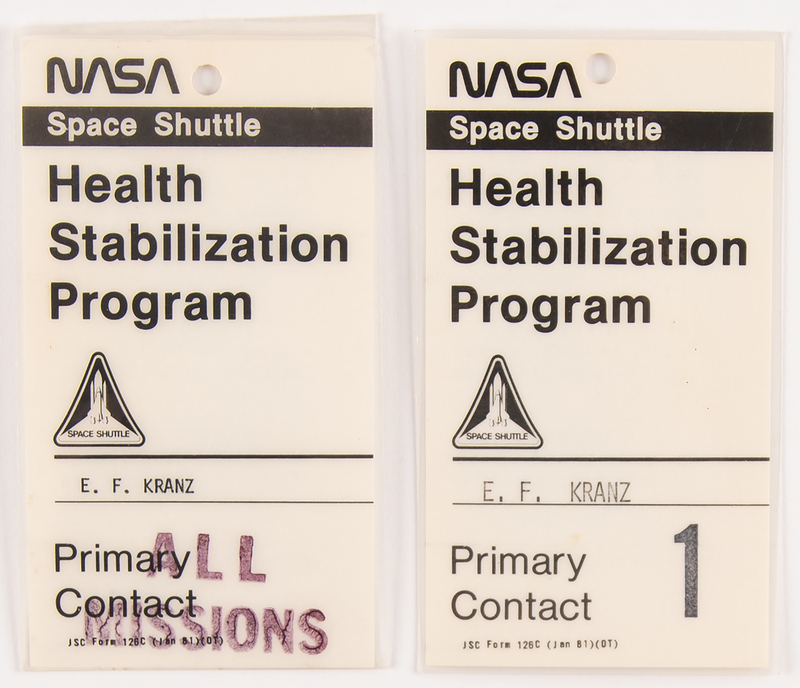 NASA
Space Shuttle
Health
Stabilization
Program
SPACE SHUTTLE
E. F. KRANZ
Primary
Contact
ALL
MISSIONS
JSC Form 126C (Jan 81)(OT)
NASA
Space Shuttle
Health
Stabilization
Program
SPACE SHUTTLE
E. F. KRANZ
Primary
Contact
1
JSC Form 126C (Jan 81)(OT)